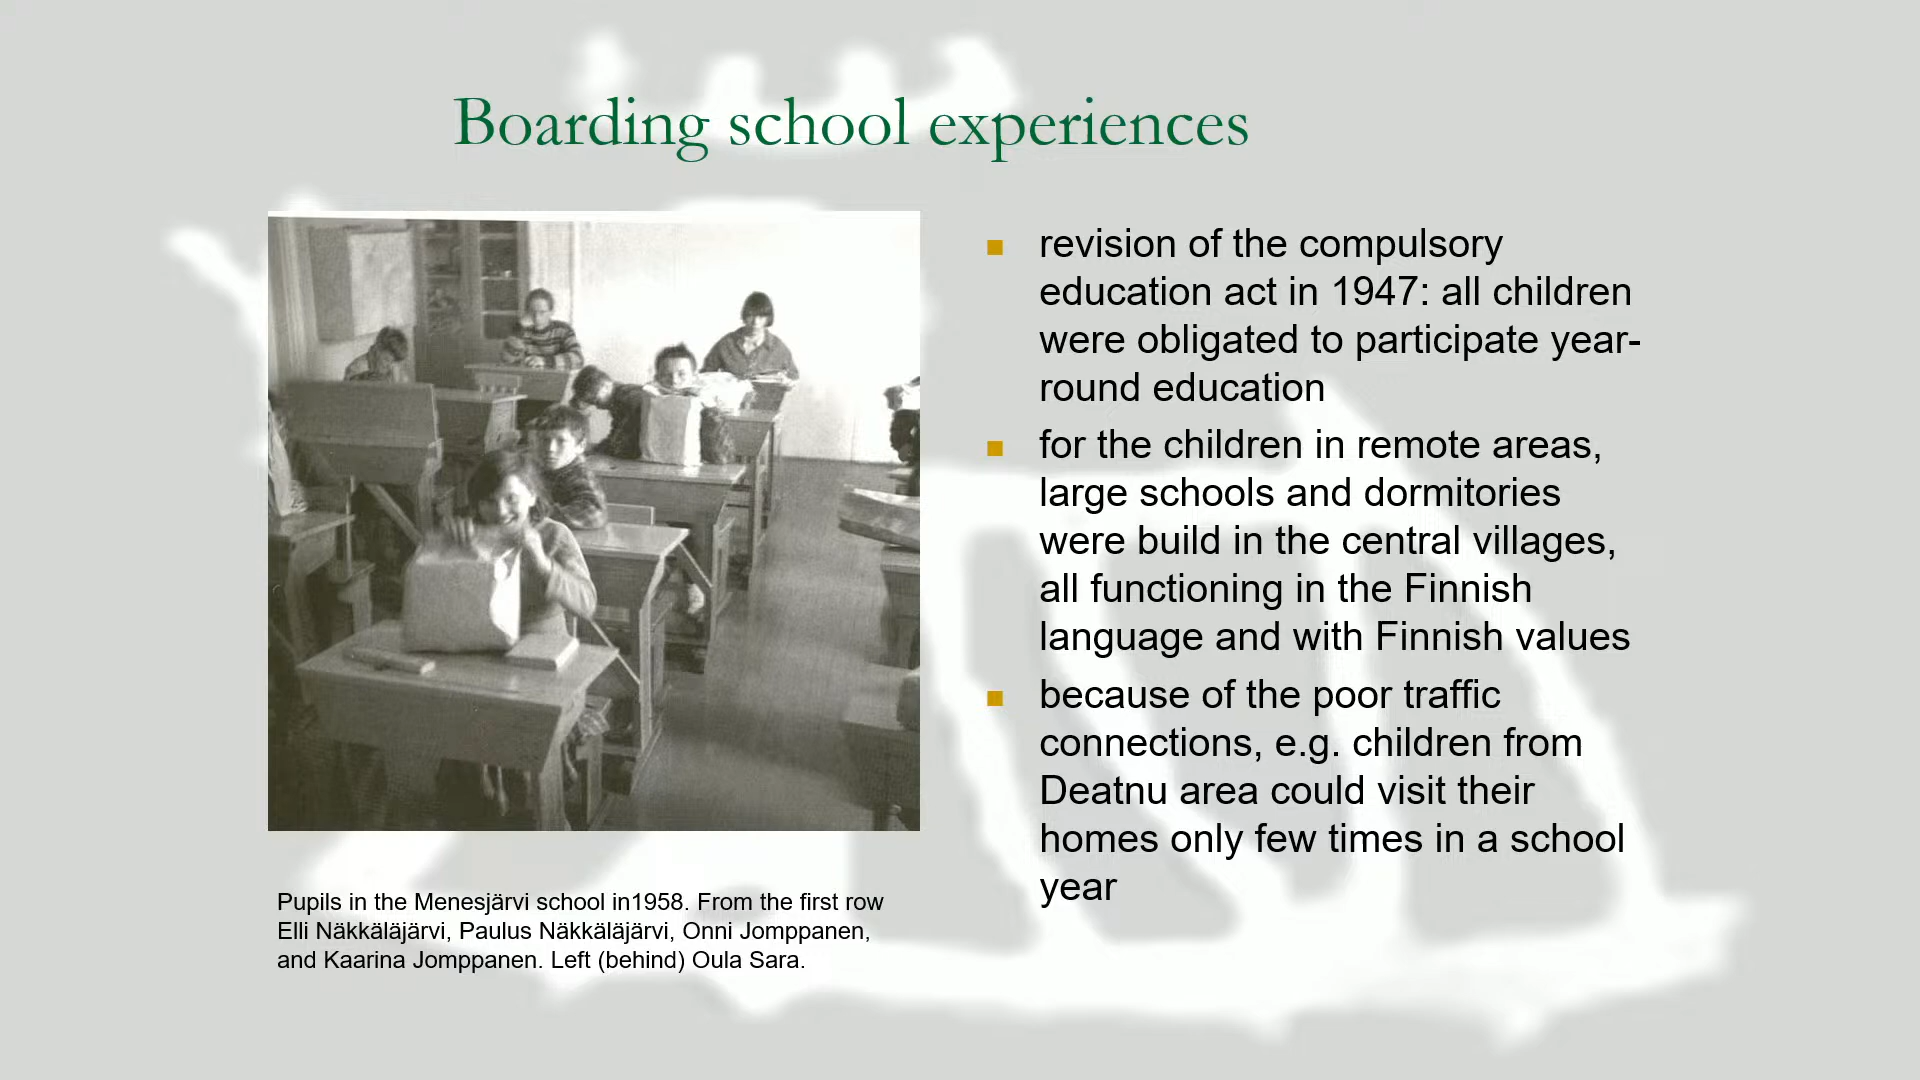 Boarding school experiences
revision of the compulsory
education act in 1947: all children
were obligated to participate year-
round education
for the children in remote areas,
large schools and dormitories
were build in the central villages,
all functioning in the Finnish
language and with Finnish values
because of the poor traffic
connections, e.g. children from
Deatnu area could visit their
homes only few times in a school
year
Pupils in the Menesjärvi school in1958. From the first row
Elli Näkkäläjärvi, Paulus Näkkäläjärvi, Onni Jomppanen,
and Kaarina Jomppanen. Left (behind) Oula Sara.